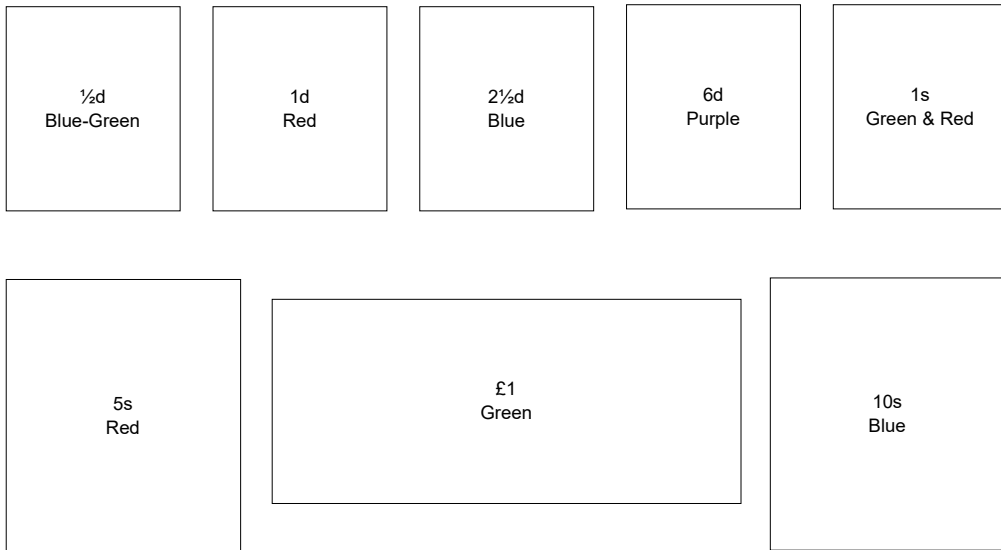 ½d
Blue-Green
1d
Red
2½d
Blue
6d
Purple
1s
Green & Red
5s
Red
£1
Green
10s
Blue